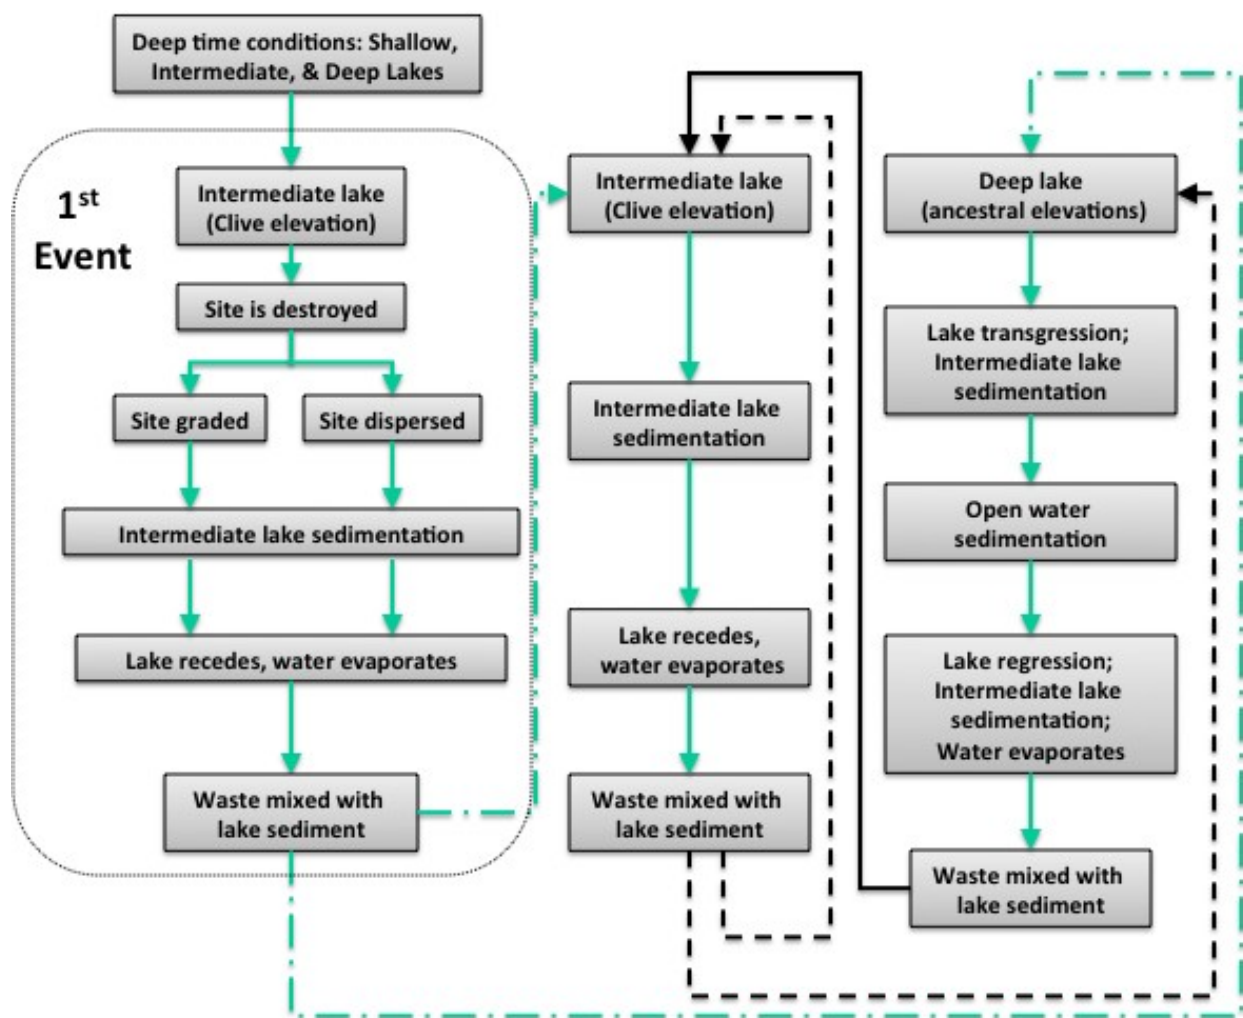 Deep time conditions: Shallow,
Intermediate, & Deep Lakes
1st
Event
Intermediate lake
(Clive elevation)
Site is destroyed
Site graded
Site dispersed
Intermediate lake sedimentation
Lake recedes, water evaporates
Waste mixed with
lake sediment
Intermediate lake
(Clive elevation)
Intermediate lake
sedimentation
Lake recedes,
water evaporates
Waste mixed with
lake sediment
Deep lake
(ancestral elevations)
Lake transgression;
Intermediate lake
sedimentation
Open water
sedimentation
Lake regression;
Intermediate lake
sedimentation;
Water evaporates
Waste mixed with
lake sediment